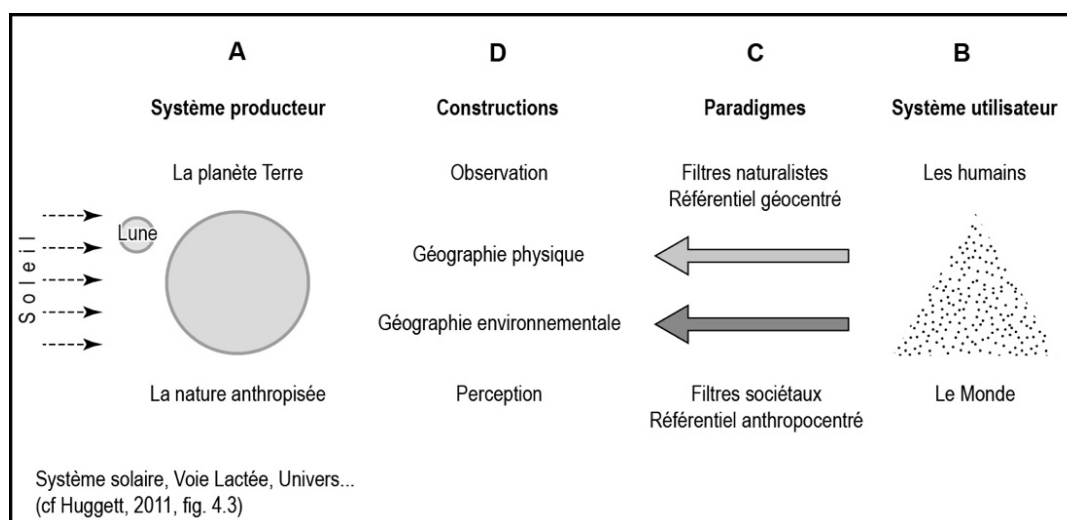 A D C B
Système producteur Constructions Paradigmes Système utilisateur
La planète Terre Observation Filtres naturalistes Les humains
Référentiel géocentré
Soleil
Lune
Géographie physique
Géographie environnementale
La nature anthropisée Perception Filtres sociétaux Le Monde
Référentiel anthropocentré
Système solaire, Voie Lactée, Univers...
(cf Huggett, 2011, fig. 4.3)